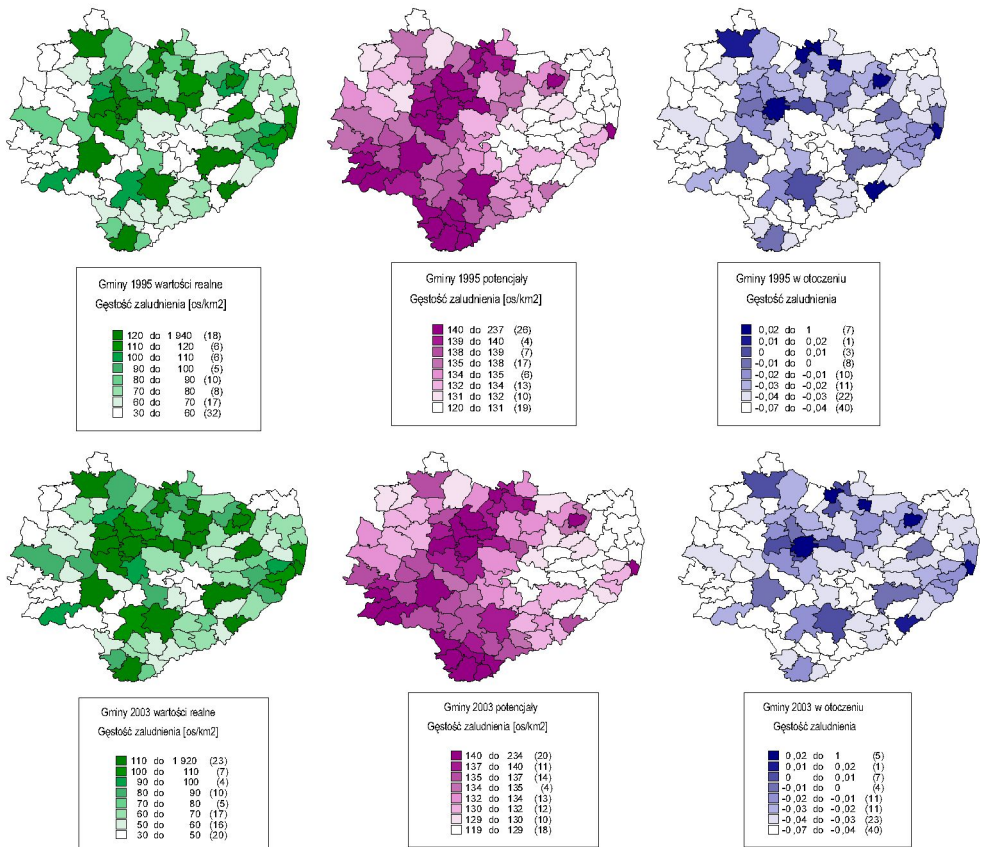 Gminy 1995 wartości realne
Gęstość zaludnienia [os/km2]
120 do 1 940 (18)
110 do 120 (6)
100 do 110 (6)
90 do 100 (5)
80 do 90 (10)
70 do 80 (8)
60 do 70 (17)
30 do 60 (32)
Gminy 1995 potencjały
Gęstość zaludnienia [os/km2]
140 do 237 (26)
139 do 140 (4)
138 do 139 (7)
135 do 138 (17)
134 do 135 (6)
132 do 134 (13)
131 do 132 (10)
120 do 131 (19)
Gminy 1995 w otoczeniu
Gęstość zaludnienia
0,02 do 1 (7)
0,01 do 0,02 (1)
0 do 0,01 (3)
-0,01 do 0 (8)
-0,02 do -0,01 (10)
-0,03 do -0,02 (11)
-0,04 do -0,03 (22)
-0,07 do -0,04 (40)
Gminy 2003 wartości realne
Gęstość zaludnienia [os/km2]
110 do 1 920 (23)
100 do 110 (7)
90 do 100 (4)
80 do 90 (10)
70 do 80 (5)
60 do 70 (17)
50 do 60 (16)
30 do 50 (20)
Gminy 2003 potencjały
Gęstość zaludnienia [os/km2]
140 do 234 (20)
137 do 140 (11)
135 do 137 (14)
134 do 135 (4)
132 do 134 (13)
130 do 132 (12)
129 do 130 (10)
119 do 129 (18)
Gminy 2003 w otoczeniu
Gęstość zaludnienia
0,02 do 1 (5)
0,01 do 0,02 (1)
0 do 0,01 (7)
-0,01 do 0 (4)
-0,02 do -0,01 (11)
-0,03 do -0,02 (11)
-0,04 do -0,03 (23)
-0,07 do -0,04 (40)